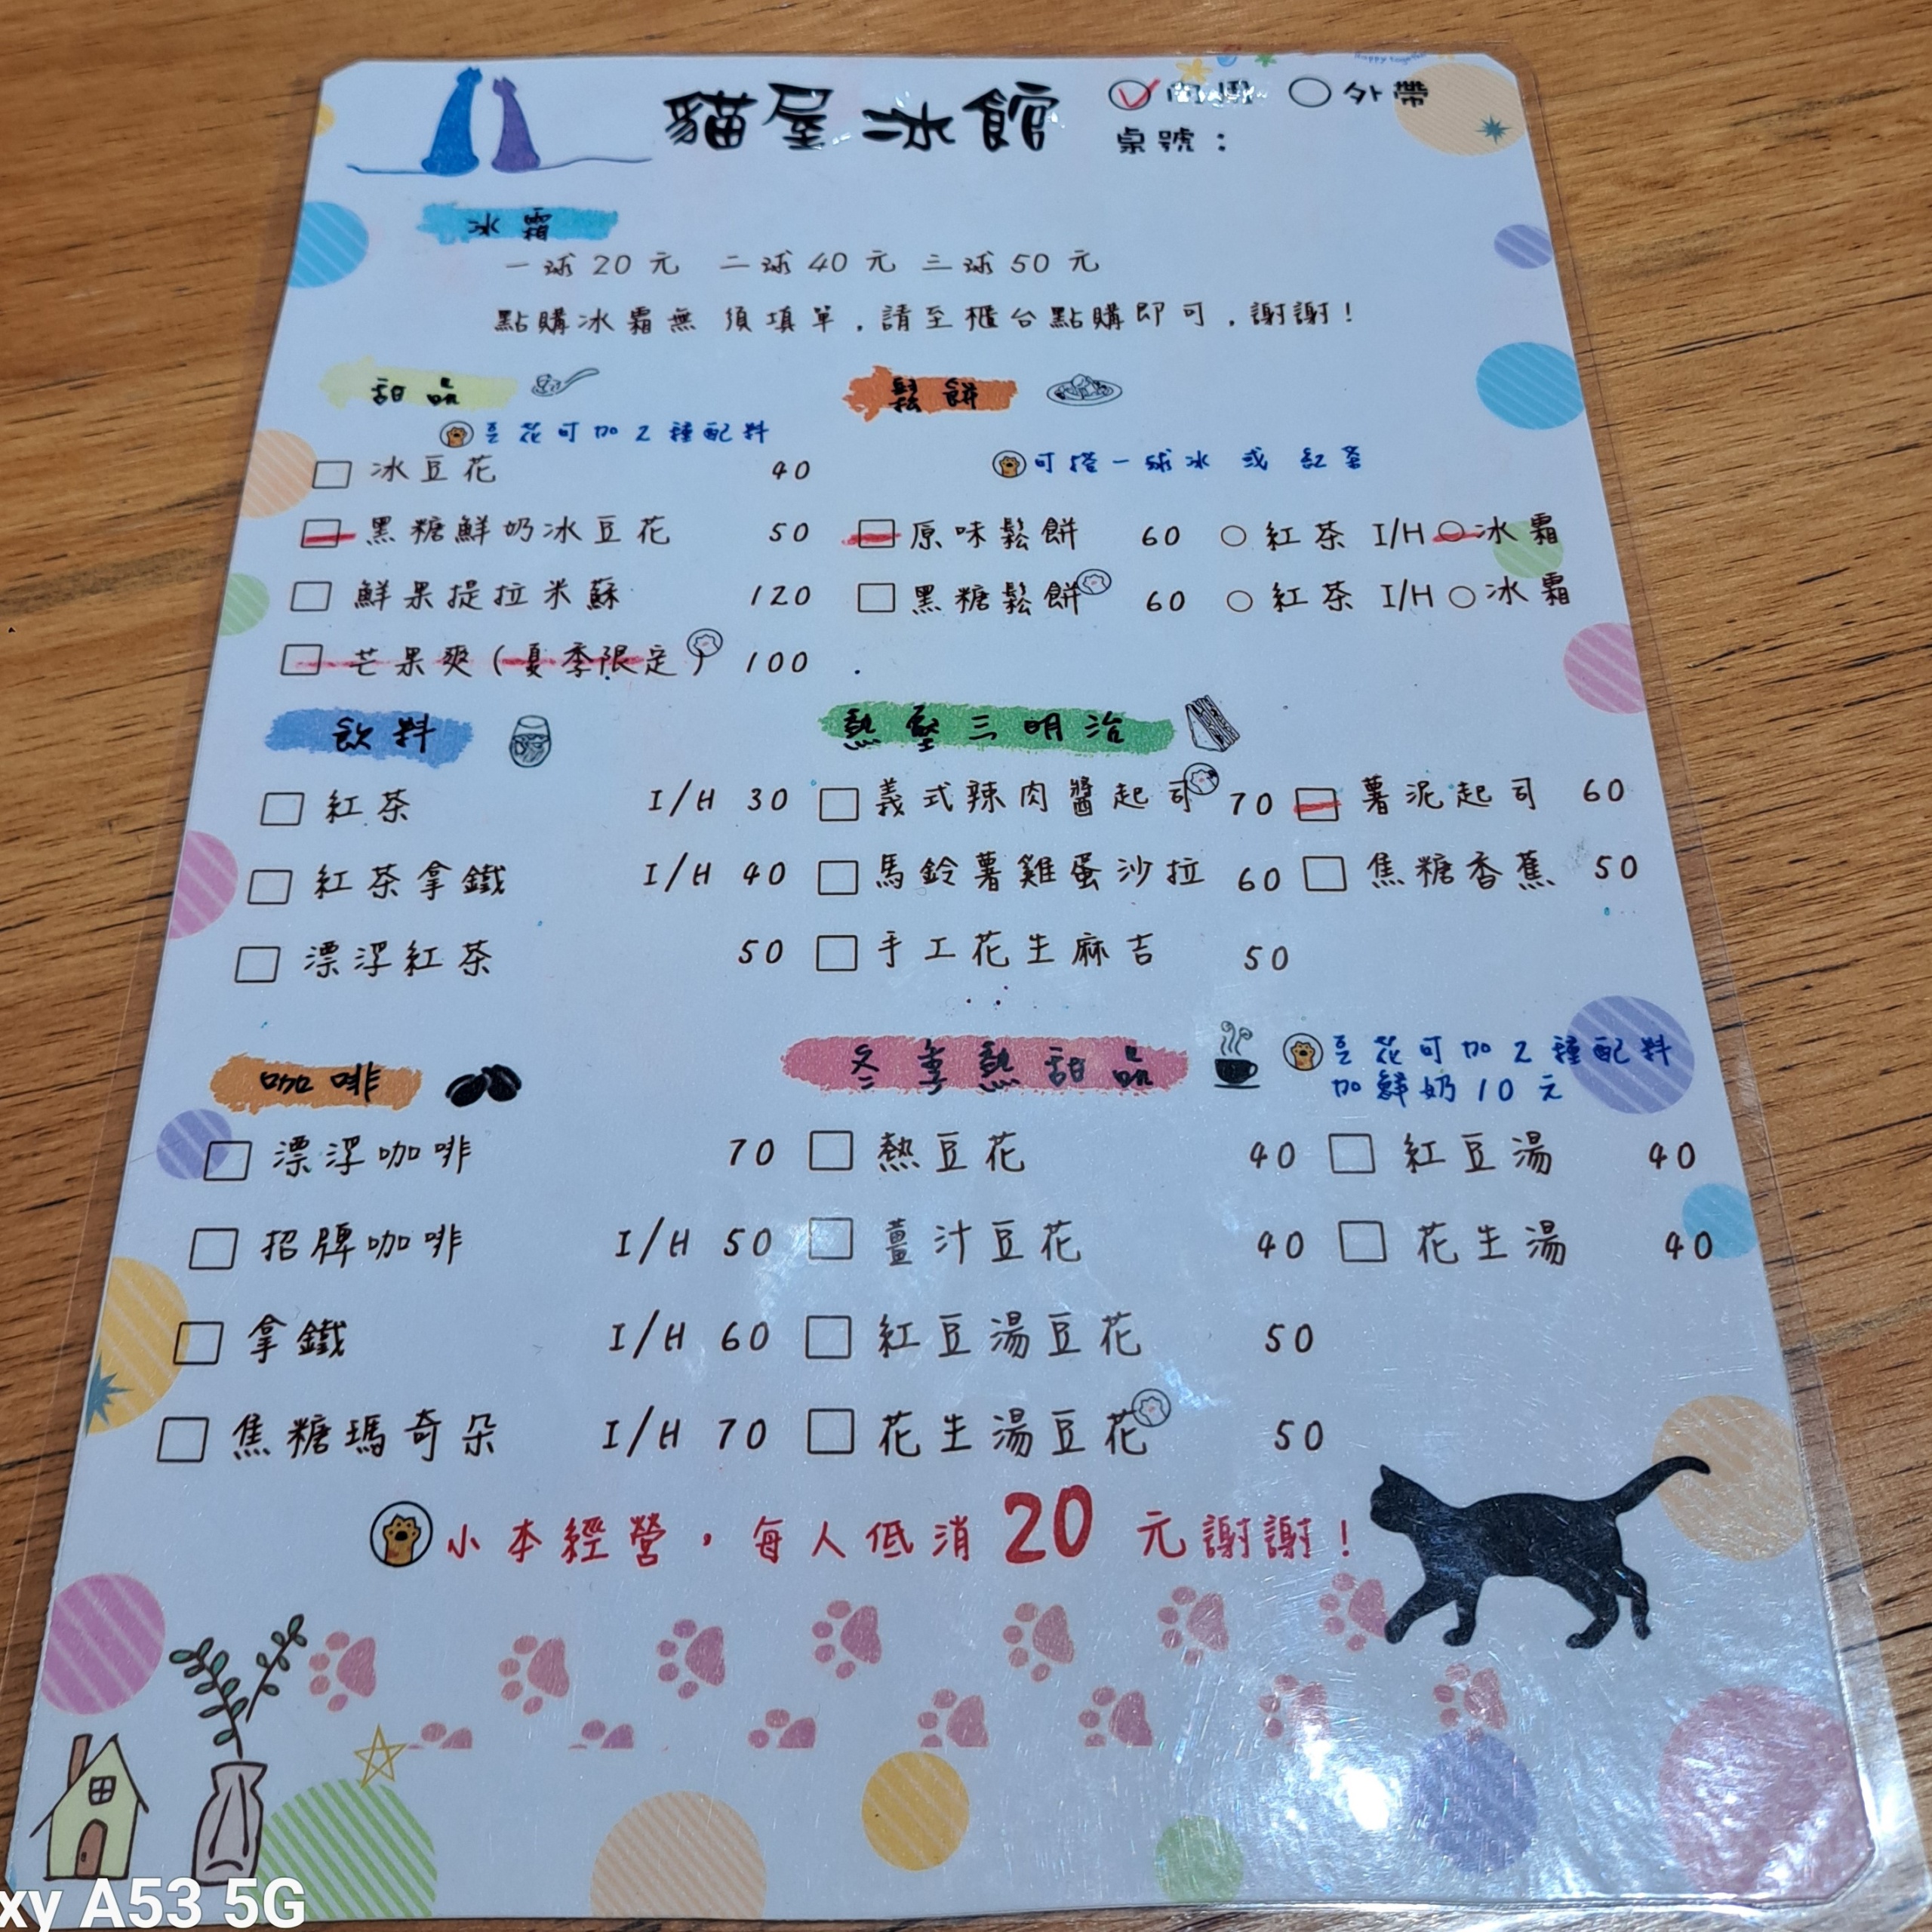 貓屋冰館
內用 外帶
桌號：
冰霜
一球20元 二球40元 三球50元
點購冰霜無須填單，請至櫃台點購即可，謝謝！
甜品
豆花可加2種配料
冰豆花 40
黑糖鮮奶冰豆花 50
鮮果提拉米蘇 120
芒果爽（夏季限定） 100
鬆餅
可搭一球冰 或 紅茶
原味鬆餅 60 紅茶 I/H 冰霜
黑糖鬆餅 60 紅茶 I/H 冰霜
飲料
紅茶 I/H 30
紅茶拿鐵 I/H 40
漂浮紅茶 50
熱壓三明治
義式辣肉醬起司 70 薯泥起司 60
馬鈴薯雞蛋沙拉 60 焦糖香蕉 50
手工花生麻吉 50
咖啡
漂浮咖啡 70
招牌咖啡 I/H 50
拿鐵 I/H 60
焦糖瑪奇朵 I/H 70
冬季熱甜品
豆花可加2種配料
加鮮奶10元
熱豆花 40 紅豆湯 40
薑汁豆花 40 花生湯 40
紅豆湯豆花 50
花生湯豆花 50
小本經營，每人低消20元謝謝！
xy A53 5G